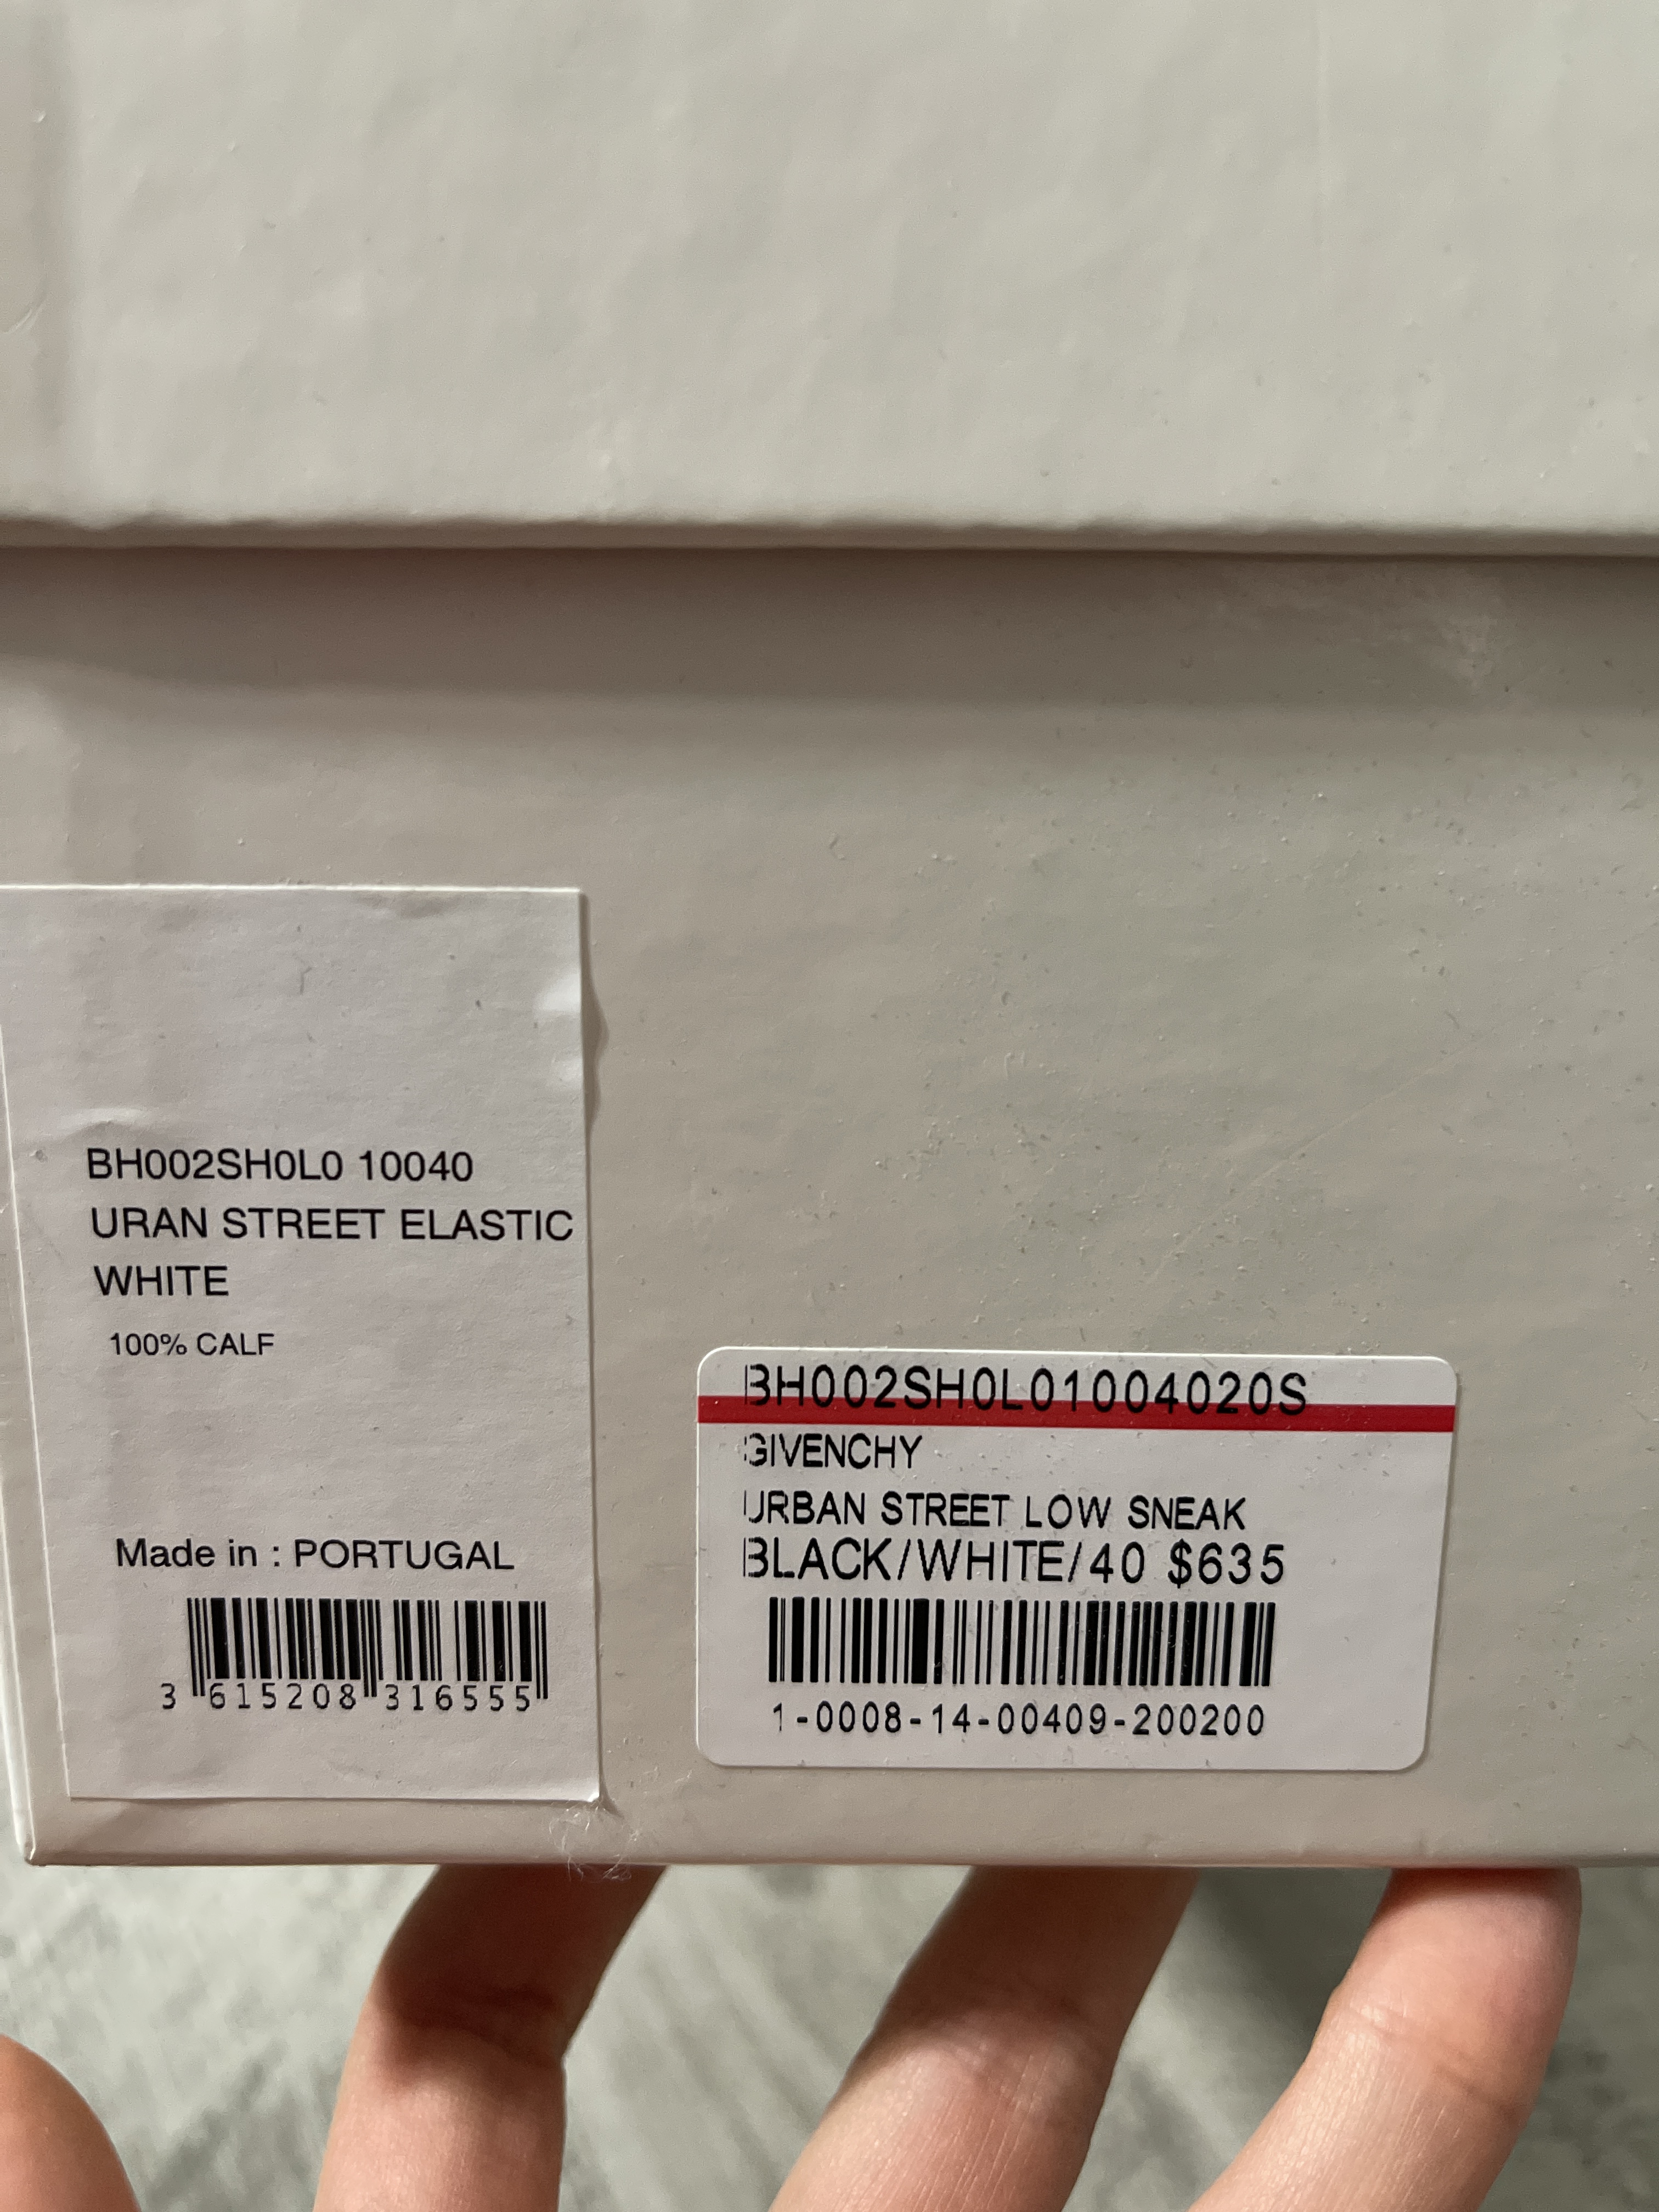 BH002SH0L0 10040
URAN STREET ELASTIC
WHITE
100% CALF
Made in : PORTUGAL
3 615208 316555
BH002SH0L01004020S
GIVENCHY
URBAN STREET LOW SNEAK
BLACK/WHITE/40 $635
1-0008-14-00409-200200